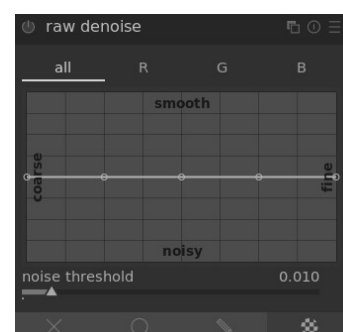 raw denoise
all R G B
smooth
coarse
fine
noisy
noise threshold 0.010